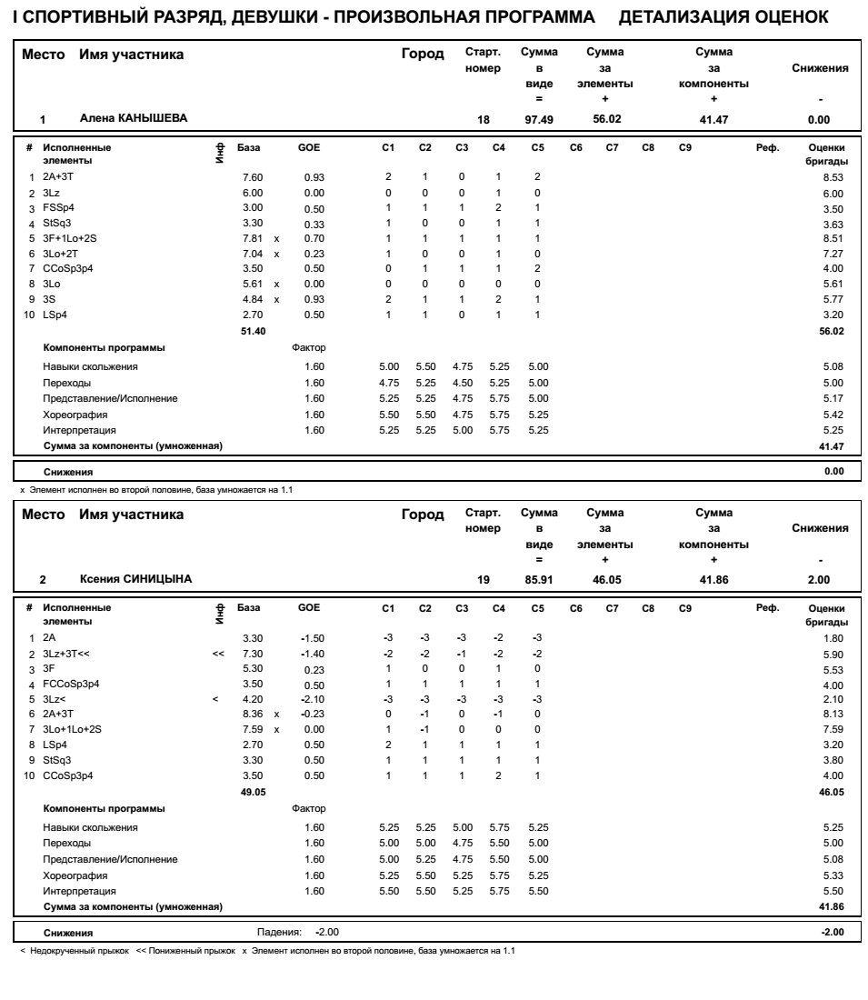 I СПОРТИВНЫЙ РАЗРЯД, ДЕВУШКИ - ПРОИЗВОЛЬНАЯ ПРОГРАММА ДЕТАЛИЗАЦИЯ ОЦЕНОК
Место Имя участника Город Старт. номер Сумма в виде = Сумма за элементы + Сумма за компоненты + Снижения -
1 Алена КАНЫШЕВА 18 97.49 56.02 41.47 0.00
# Исполненные элементы Инф База GOE C1 C2 C3 C4 C5 C6 C7 C8 C9 Реф. Оценки бригады
1 2A+3T 7.60 0.93 2 1 0 1 2 8.53
2 3Lz 6.00 0.00 0 0 0 1 0 6.00
3 FSSp4 3.00 0.50 1 1 1 2 1 3.50
4 StSq3 3.30 0.33 1 0 0 1 1 3.63
5 3F+1Lo+2S 7.81 x 0.70 1 1 1 1 1 8.51
6 3Lo+2T 7.04 x 0.23 1 0 0 1 0 7.27
7 CCoSp3p4 3.50 0.50 0 1 1 1 2 4.00
8 3Lo 5.61 x 0.00 0 0 0 0 0 5.61
9 3S 4.84 x 0.93 2 1 1 2 1 5.77
10 LSp4 2.70 0.50 1 1 0 1 1 3.20
51.40 56.02
Компоненты программы Фактор
Навыки скольжения 1.60 5.00 5.50 4.75 5.25 5.00 5.08
Переходы 1.60 4.75 5.25 4.50 5.25 5.00 5.00
Представление/Исполнение 1.60 5.25 5.25 4.75 5.75 5.00 5.17
Хореография 1.60 5.50 5.50 4.75 5.75 5.25 5.42
Интерпретация 1.60 5.25 5.25 5.00 5.75 5.25 5.25
Сумма за компоненты (умноженная) 41.47
Снижения 0.00
x Элемент исполнен во второй половине, база умножается на 1.1
Место Имя участника Город Старт. номер Сумма в виде = Сумма за элементы + Сумма за компоненты + Снижения -
2 Ксения СИНИЦЫНА 19 85.91 46.05 41.86 2.00
# Исполненные элементы Инф База GOE C1 C2 C3 C4 C5 C6 C7 C8 C9 Реф. Оценки бригады
1 2A 3.30 -1.50 -3 -3 -3 -2 -3 1.80
2 3Lz+3T<< << 7.30 -1.40 -2 -2 -1 -2 -2 5.90
3 3F 5.30 0.23 1 0 0 1 0 5.53
4 FCCoSp3p4 3.50 0.50 1 1 1 1 1 4.00
5 3Lz< < 4.20 -2.10 -3 -3 -3 -3 -3 2.10
6 2A+3T 8.36 x -0.23 0 -1 0 -1 0 8.13
7 3Lo+1Lo+2S 7.59 x 0.00 1 -1 0 0 0 7.59
8 LSp4 2.70 0.50 2 1 1 1 1 3.20
9 StSq3 3.30 0.50 1 1 1 1 1 3.80
10 CCoSp3p4 3.50 0.50 1 1 1 2 1 4.00
49.05 46.05
Компоненты программы Фактор
Навыки скольжения 1.60 5.25 5.25 5.00 5.75 5.25 5.25
Переходы 1.60 5.00 5.00 4.75 5.50 5.00 5.00
Представление/Исполнение 1.60 5.00 5.25 4.75 5.50 5.00 5.08
Хореография 1.60 5.25 5.50 5.25 5.75 5.25 5.33
Интерпретация 1.60 5.50 5.50 5.25 5.75 5.50 5.50
Сумма за компоненты (умноженная) 41.86
Снижения Падения: -2.00 -2.00
< Недокрученный прыжок << Пониженный прыжок x Элемент исполнен во второй половине, база умножается на 1.1